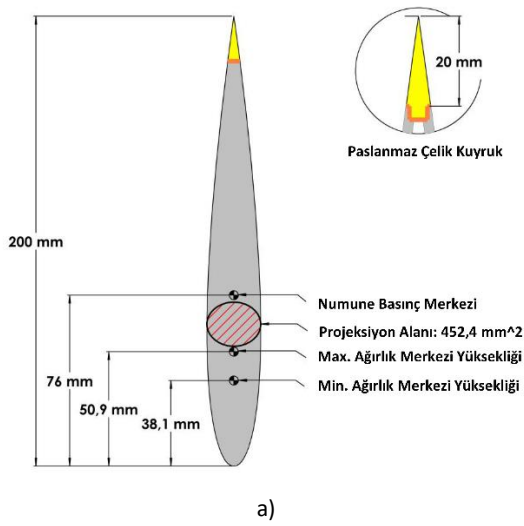 20 mm
Paslanmaz Çelik Kuyruk
200 mm
Numune Basınç Merkezi
Projeksiyon Alanı: 452,4 mm^2
Max. Ağırlık Merkezi Yüksekliği
76 mm
Min. Ağırlık Merkezi Yüksekliği
50,9 mm
38,1 mm
a)